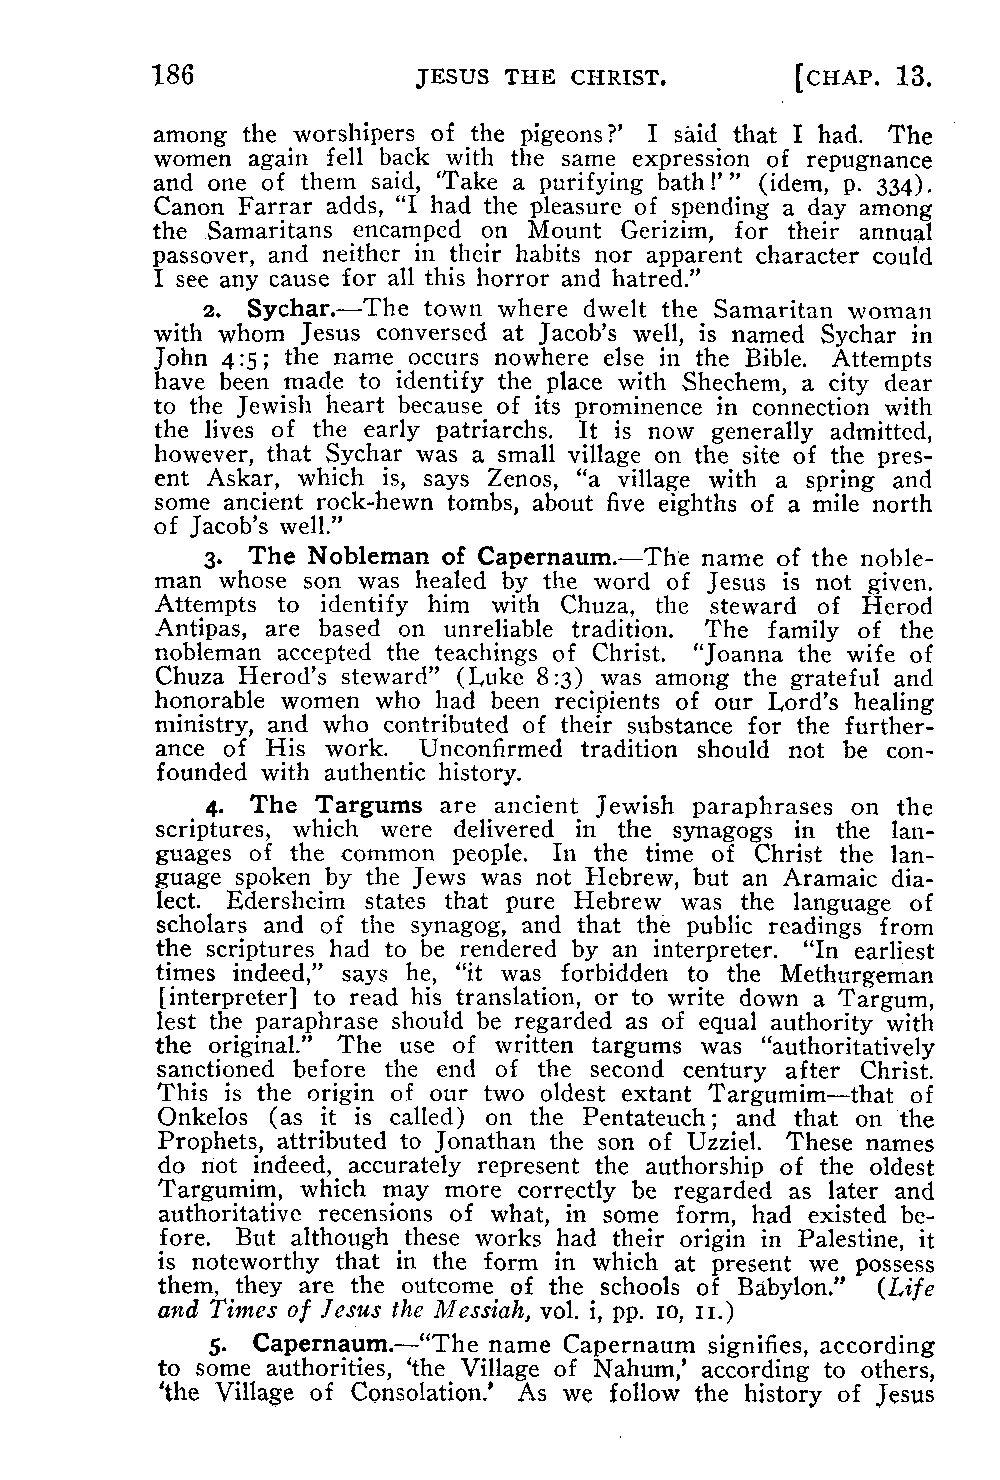 186 JESUS THE CHRIST. [CHAP. 13.
among the worshipers of the pigeons?’ I said that I had. The
women again fell back with the same expression of repugnance
and one of them said, ‘Take a purifying bath!’” (idem, p. 334).
Canon Farrar adds, “I had the pleasure of spending a day among
the Samaritans encamped on Mount Gerizim, for their annual
passover, and neither in their habits nor apparent character could
I see any cause for all this horror and hatred.”
2. Sychar.—The town where dwelt the Samaritan woman
with whom Jesus conversed at Jacob’s well, is named Sychar in
John 4:5; the name occurs nowhere else in the Bible. Attempts
have been made to identify the place with Shechem, a city dear
to the Jewish heart because of its prominence in connection with
the lives of the early patriarchs. It is now generally admitted,
however, that Sychar was a small village on the site of the pres-
ent Askar, which is, says Zenos, “a village with a spring and
some ancient rock-hewn tombs, about five eighths of a mile north
of Jacob’s well.”
3. The Nobleman of Capernaum.—The name of the noble-
man whose son was healed by the word of Jesus is not given.
Attempts to identify him with Chuza, the steward of Herod
Antipas, are based on unreliable tradition. The family of the
nobleman accepted the teachings of Christ. “Joanna the wife of
Chuza Herod’s steward” (Luke 8:3) was among the grateful and
honorable women who had been recipients of our Lord’s healing
ministry, and who contributed of their substance for the further-
ance of His work. Unconfirmed tradition should not be con-
founded with authentic history.
4. The Targums are ancient Jewish paraphrases on the
scriptures, which were delivered in the synagogs in the lan-
guages of the common people. In the time of Christ the lan-
guage spoken by the Jews was not Hebrew, but an Aramaic dia-
lect. Edersheim states that pure Hebrew was the language of
scholars and of the synagog, and that the public readings from
the scriptures had to be rendered by an interpreter. “In earliest
times indeed,” says he, “it was forbidden to the Methurgeman
[interpreter] to read his translation, or to write down a Targum,
lest the paraphrase should be regarded as of equal authority with
the original.” The use of written targums was “authoritatively
sanctioned before the end of the second century after Christ.
This is the origin of our two oldest extant Targumim—that of
Onkelos (as it is called) on the Pentateuch; and that on the
Prophets, attributed to Jonathan the son of Uzziel. These names
do not indeed, accurately represent the authorship of the oldest
Targumim, which may more correctly be regarded as later and
authoritative recensions of what, in some form, had existed be-
fore. But although these works had their origin in Palestine, it
is noteworthy that in the form in which at present we possess
them, they are the outcome of the schools of Babylon.” (Life
and Times of Jesus the Messiah, vol. i, pp. 10, 11.)
5. Capernaum.—“The name Capernaum signifies, according
to some authorities, ‘the Village of Nahum,’ according to others,
‘the Village of Consolation.’ As we follow the history of Jesus